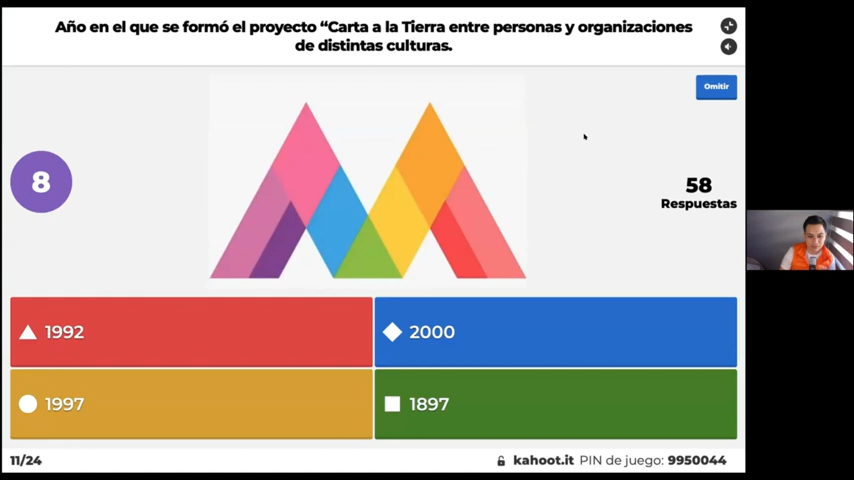 Año en el que se formó el proyecto “Carta a la Tierra entre personas y organizaciones
de distintas culturas.
Omitir
8
58
Respuestas
1992
2000
1997
1897
11/24
kahoot.it PIN de juego: 9950044